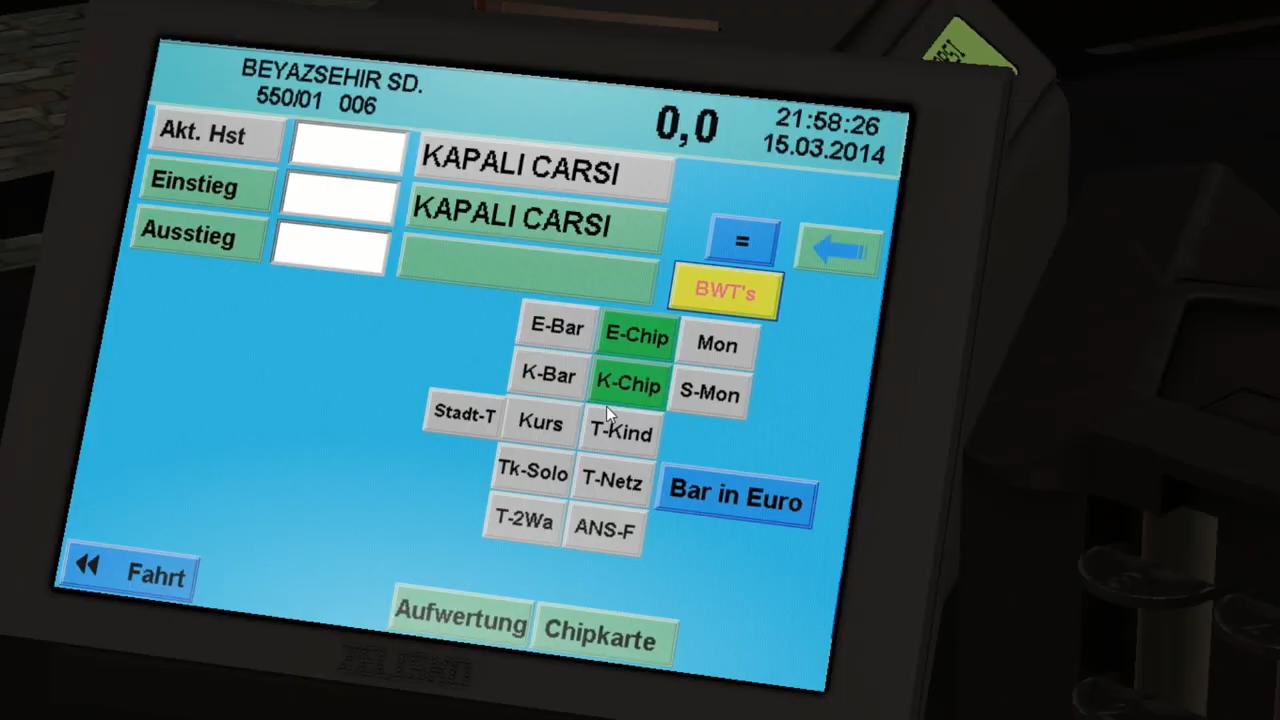 BEYAZSEHIR SD.
550/01 006
0,0
21:58:26
15.03.2014
Akt. Hst
KAPALI CARSI
Einstieg
KAPALI CARSI
Ausstieg
=
BWT's
E-Bar E-Chip Mon
K-Bar K-Chip S-Mon
Stadt-T Kurs T-Kind
Tk-Solo T-Netz
Bar in Euro
T-2Wa ANS-F
Fahrt
Aufwertung Chipkarte